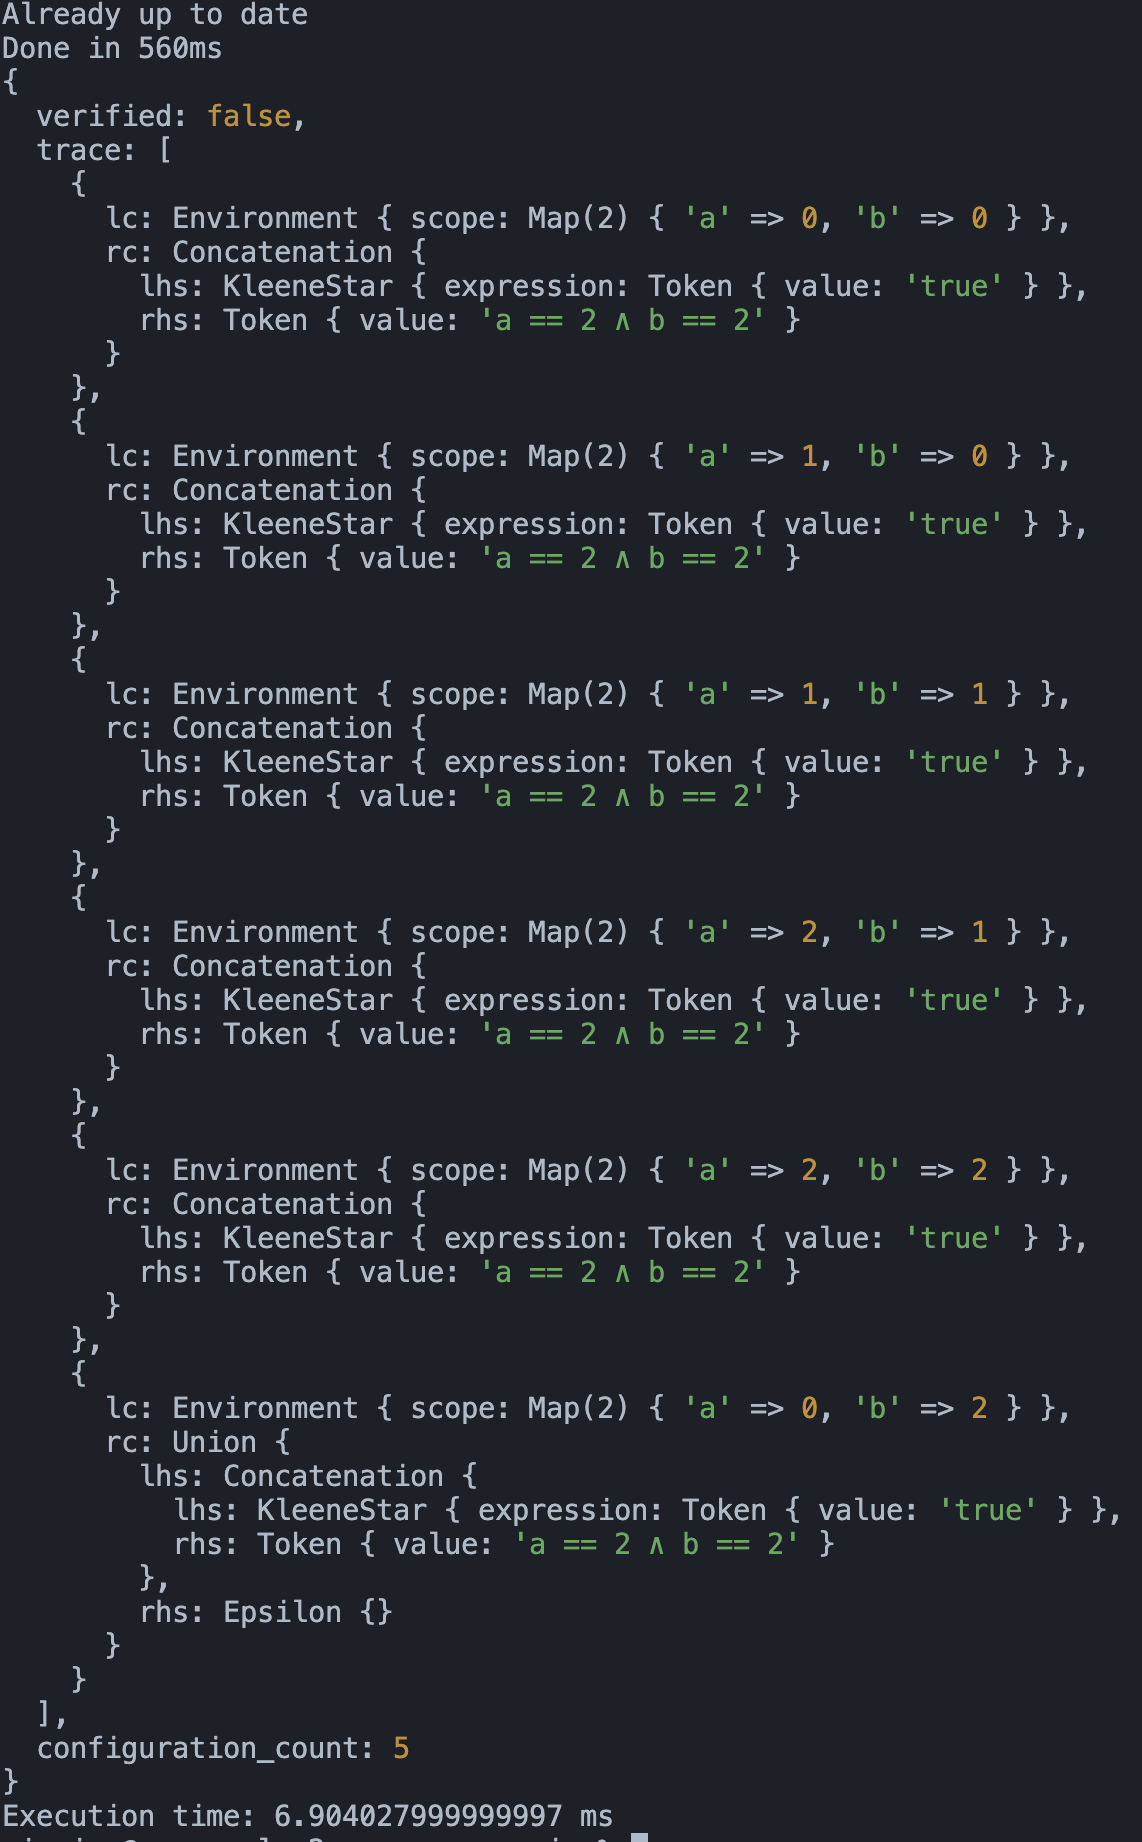 Already up to date
Done in 560ms
{
  verified: false,
  trace: [
    {
      lc: Environment { scope: Map(2) { 'a' => 0, 'b' => 0 } },
      rc: Concatenation {
        lhs: KleeneStar { expression: Token { value: 'true' } },
        rhs: Token { value: 'a == 2 ∧ b == 2' }
      }
    },
    {
      lc: Environment { scope: Map(2) { 'a' => 1, 'b' => 0 } },
      rc: Concatenation {
        lhs: KleeneStar { expression: Token { value: 'true' } },
        rhs: Token { value: 'a == 2 ∧ b == 2' }
      }
    },
    {
      lc: Environment { scope: Map(2) { 'a' => 1, 'b' => 1 } },
      rc: Concatenation {
        lhs: KleeneStar { expression: Token { value: 'true' } },
        rhs: Token { value: 'a == 2 ∧ b == 2' }
      }
    },
    {
      lc: Environment { scope: Map(2) { 'a' => 2, 'b' => 1 } },
      rc: Concatenation {
        lhs: KleeneStar { expression: Token { value: 'true' } },
        rhs: Token { value: 'a == 2 ∧ b == 2' }
      }
    },
    {
      lc: Environment { scope: Map(2) { 'a' => 2, 'b' => 2 } },
      rc: Concatenation {
        lhs: KleeneStar { expression: Token { value: 'true' } },
        rhs: Token { value: 'a == 2 ∧ b == 2' }
      }
    },
    {
      lc: Environment { scope: Map(2) { 'a' => 0, 'b' => 2 } },
      rc: Union {
        lhs: Concatenation {
          lhs: KleeneStar { expression: Token { value: 'true' } },
          rhs: Token { value: 'a == 2 ∧ b == 2' }
        },
        rhs: Epsilon {}
      }
    }
  ],
  configuration_count: 5
}
Execution time: 6.904027999999997 ms